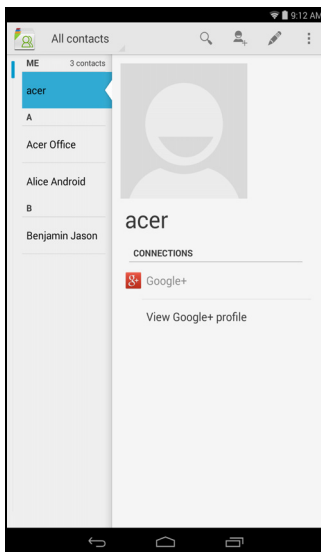 9:12 AM
All contacts
ME 3 contacts
acer
A
Acer Office
Alice Android
B
Benjamin Jason
acer
CONNECTIONS
8+ Google+
View Google+ profile